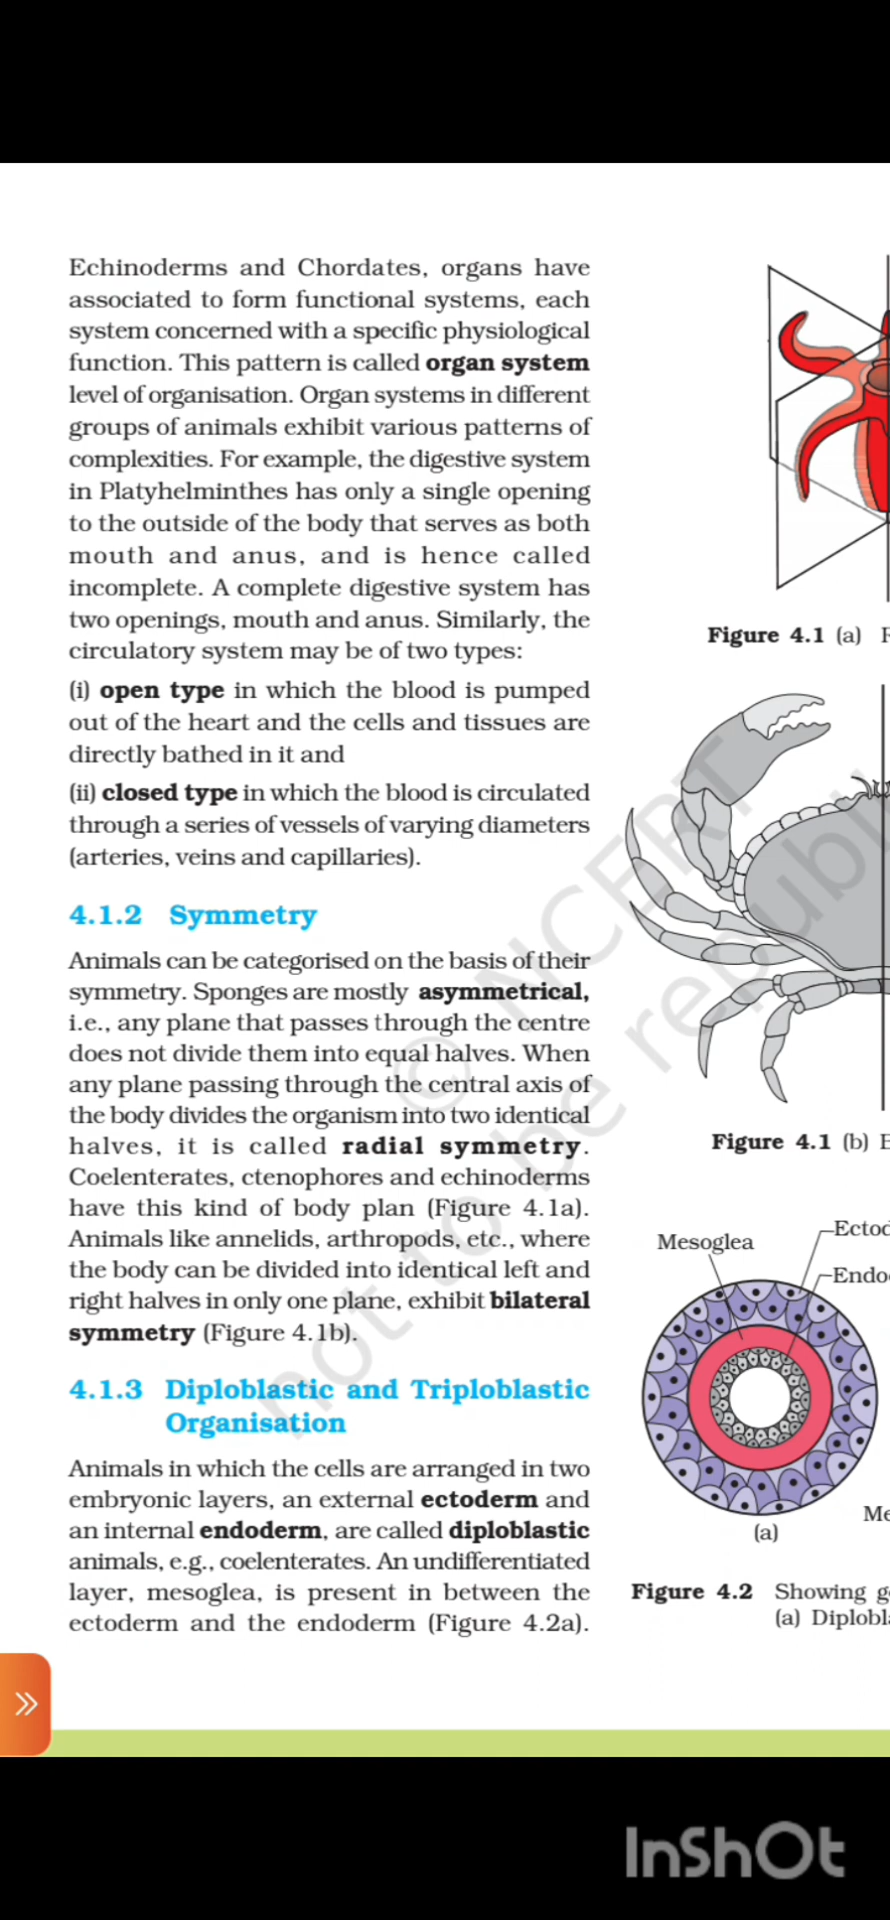 Echinoderms and Chordates, organs have
associated to form functional systems, each
system concerned with a specific physiological
function. This pattern is called organ system
level of organisation. Organ systems in different
groups of animals exhibit various patterns of
complexities. For example, the digestive system
in Platyhelminthes has only a single opening
to the outside of the body that serves as both
mouth and anus, and is hence called
incomplete. A complete digestive system has
two openings, mouth and anus. Similarly, the
circulatory system may be of two types:
(i) open type in which the blood is pumped
out of the heart and the cells and tissues are
directly bathed in it and
(ii) closed type in which the blood is circulated
through a series of vessels of varying diameters
(arteries, veins and capillaries).
4.1.2 Symmetry
Animals can be categorised on the basis of their
symmetry. Sponges are mostly asymmetrical,
i.e., any plane that passes through the centre
does not divide them into equal halves. When
any plane passing through the central axis of
the body divides the organism into two identical
halves, it is called radial symmetry.
Coelenterates, ctenophores and echinoderms
have this kind of body plan (Figure 4.1a).
Animals like annelids, arthropods, etc., where
the body can be divided into identical left and
right halves in only one plane, exhibit bilateral
symmetry (Figure 4.1b).
4.1.3 Diploblastic and Triploblastic
Organisation
Animals in which the cells are arranged in two
embryonic layers, an external ectoderm and
an internal endoderm, are called diploblastic
animals, e.g., coelenterates. An undifferentiated
layer, mesoglea, is present in between the
ectoderm and the endoderm (Figure 4.2a).
Figure 4.1 (a)
Figure 4.1 (b)
Mesoglea
Ectod
Endo
Me
(a)
Figure 4.2 Showing g
(a) Diplobla
© NCERT
not to be republi
InShOt